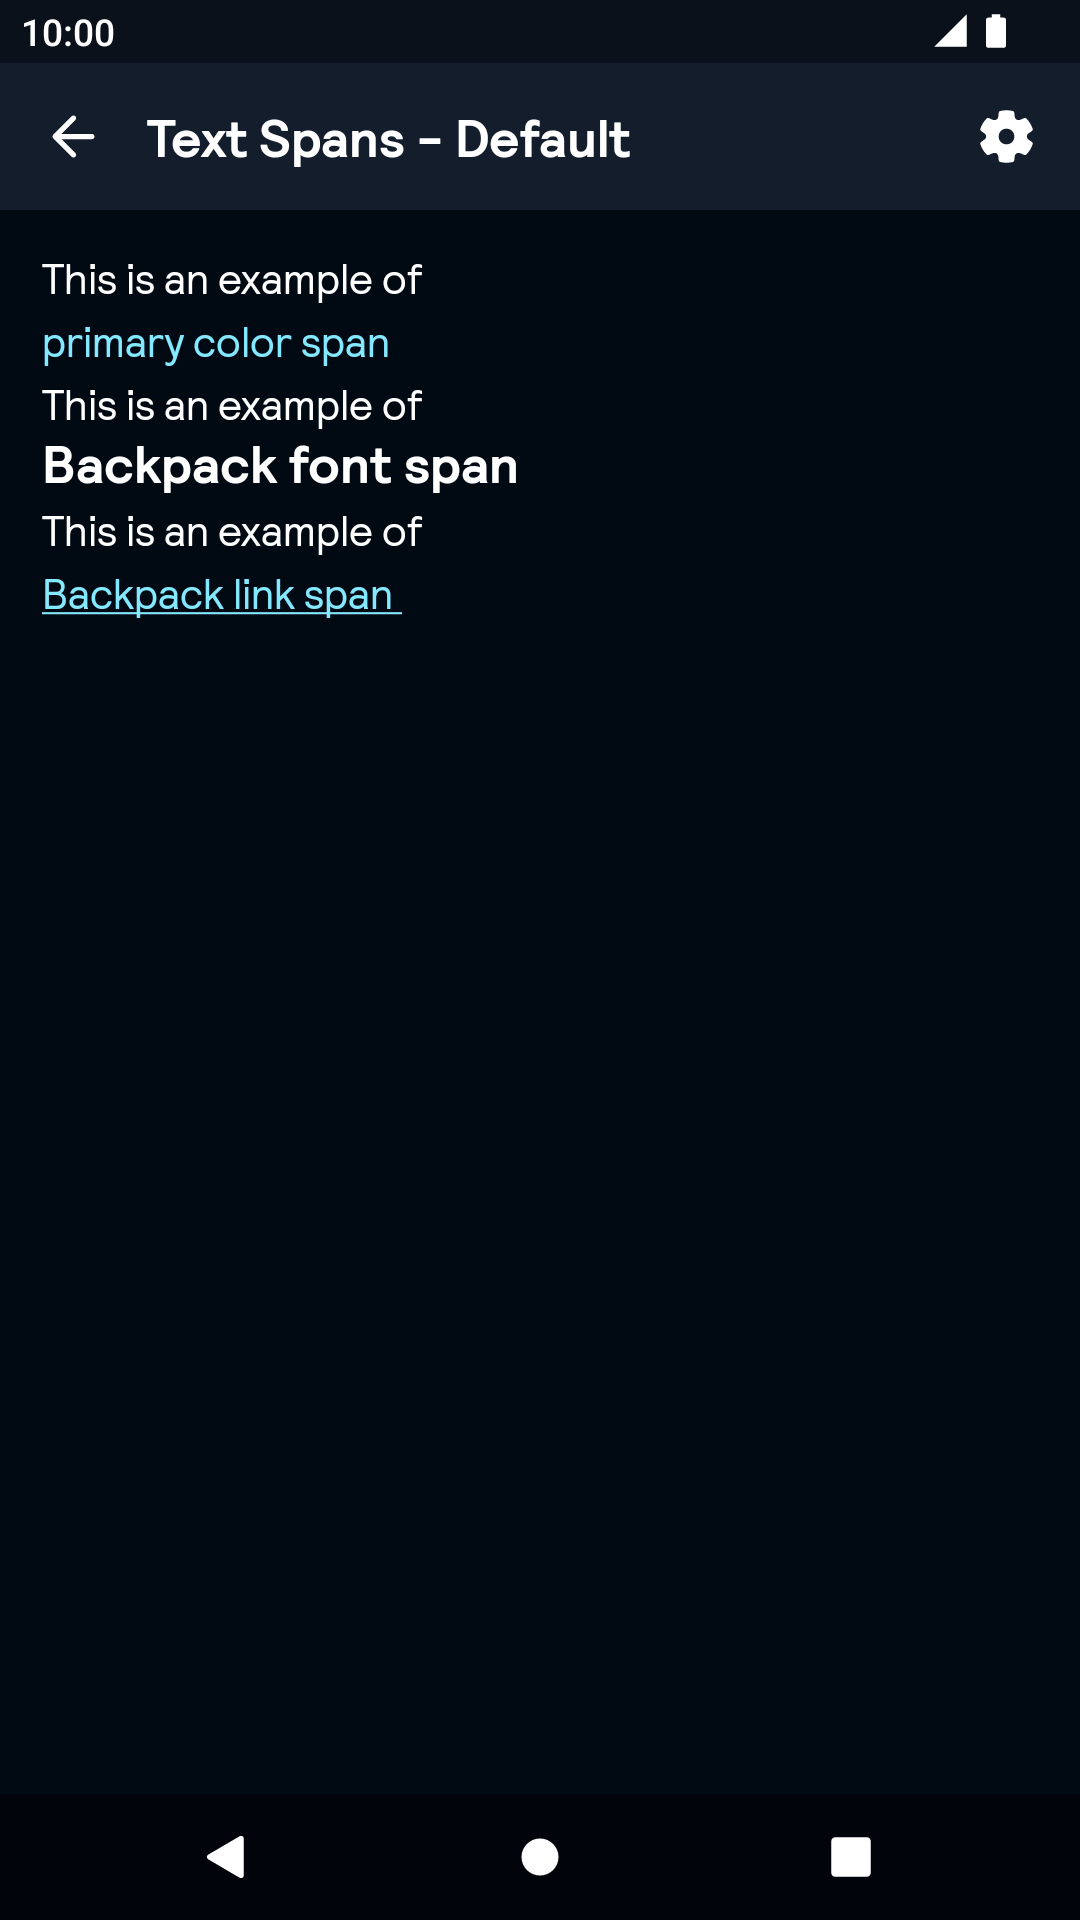 10:00
Text Spans - Default
This is an example of
primary color span
This is an example of
Backpack font span
This is an example of
Backpack link span